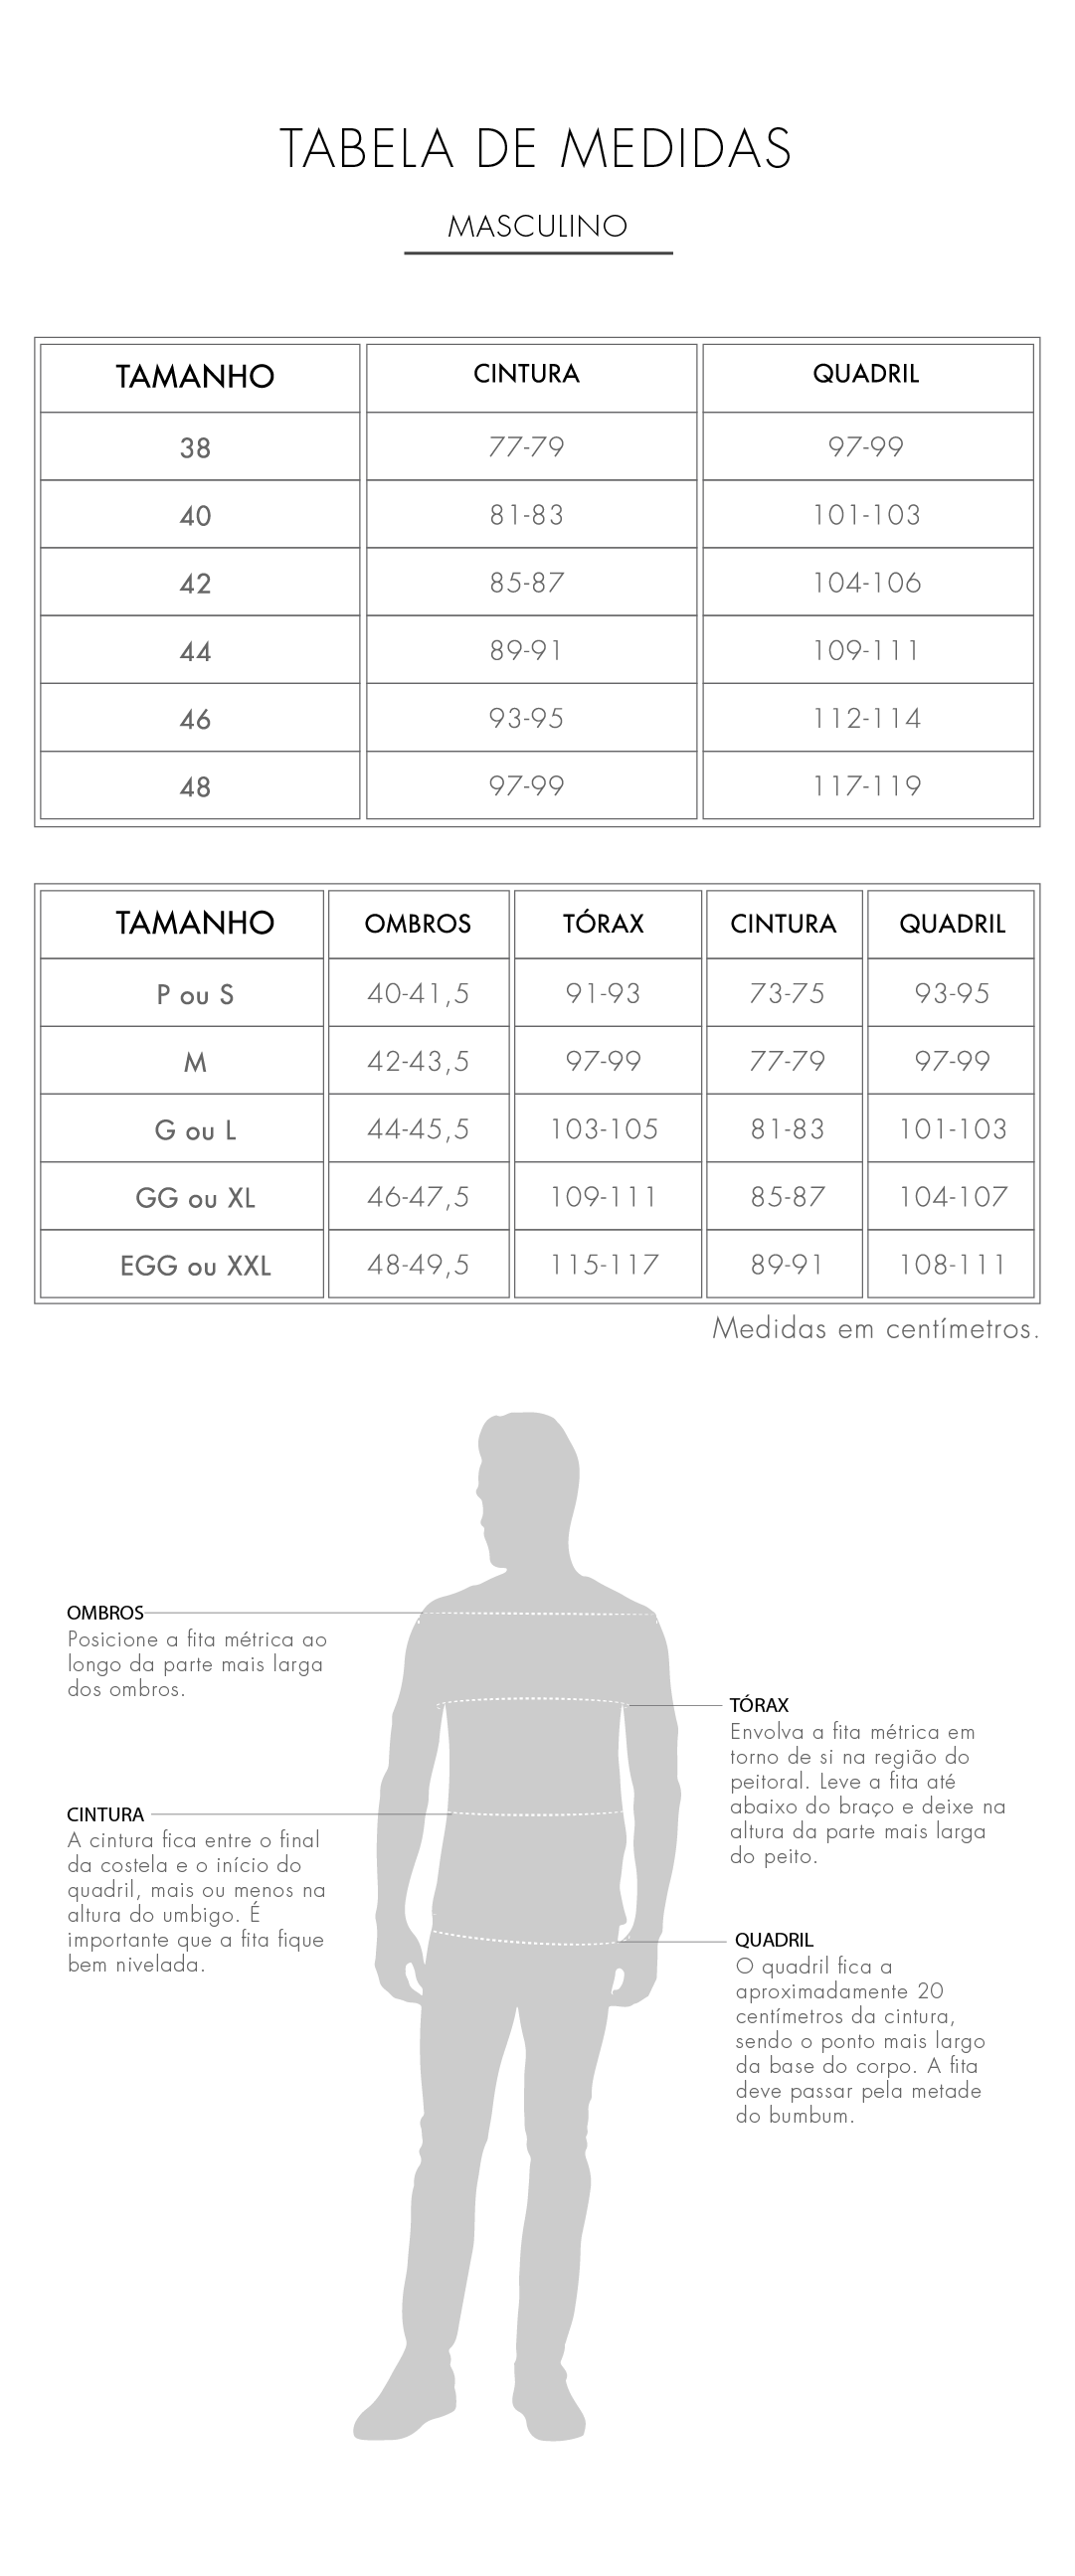 TABELA DE MEDIDAS
MASCULINO
TAMANHO CINTURA QUADRIL
38 77-79 97-99
40 81-83 101-103
42 85-87 104-106
44 89-91 109-111
46 93-95 112-114
48 97-99 117-119
TAMANHO OMBROS TÓRAX CINTURA QUADRIL
P ou S 40-41,5 91-93 73-75 93-95
M 42-43,5 97-99 77-79 97-99
G ou L 44-45,5 103-105 81-83 101-103
GG ou XL 46-47,5 109-111 85-87 104-107
EGG ou XXL 48-49,5 115-117 89-91 108-111
Medidas em centímetros.
OMBROS
Posicione a fita métrica ao
longo da parte mais larga
dos ombros.
TÓRAX
Envolva a fita métrica em
torno de si na região do
peitoral. Leve a fita até
abaixo do braço e deixe na
altura da parte mais larga
do peito.
CINTURA
A cintura fica entre o final
da costela e o início do
quadril, mais ou menos na
altura do umbigo. É
importante que a fita fique
bem nivelada.
QUADRIL
O quadril fica a
aproximadamente 20
centímetros da cintura,
sendo o ponto mais largo
da base do corpo. A fita
deve passar pela metade
do bumbum.